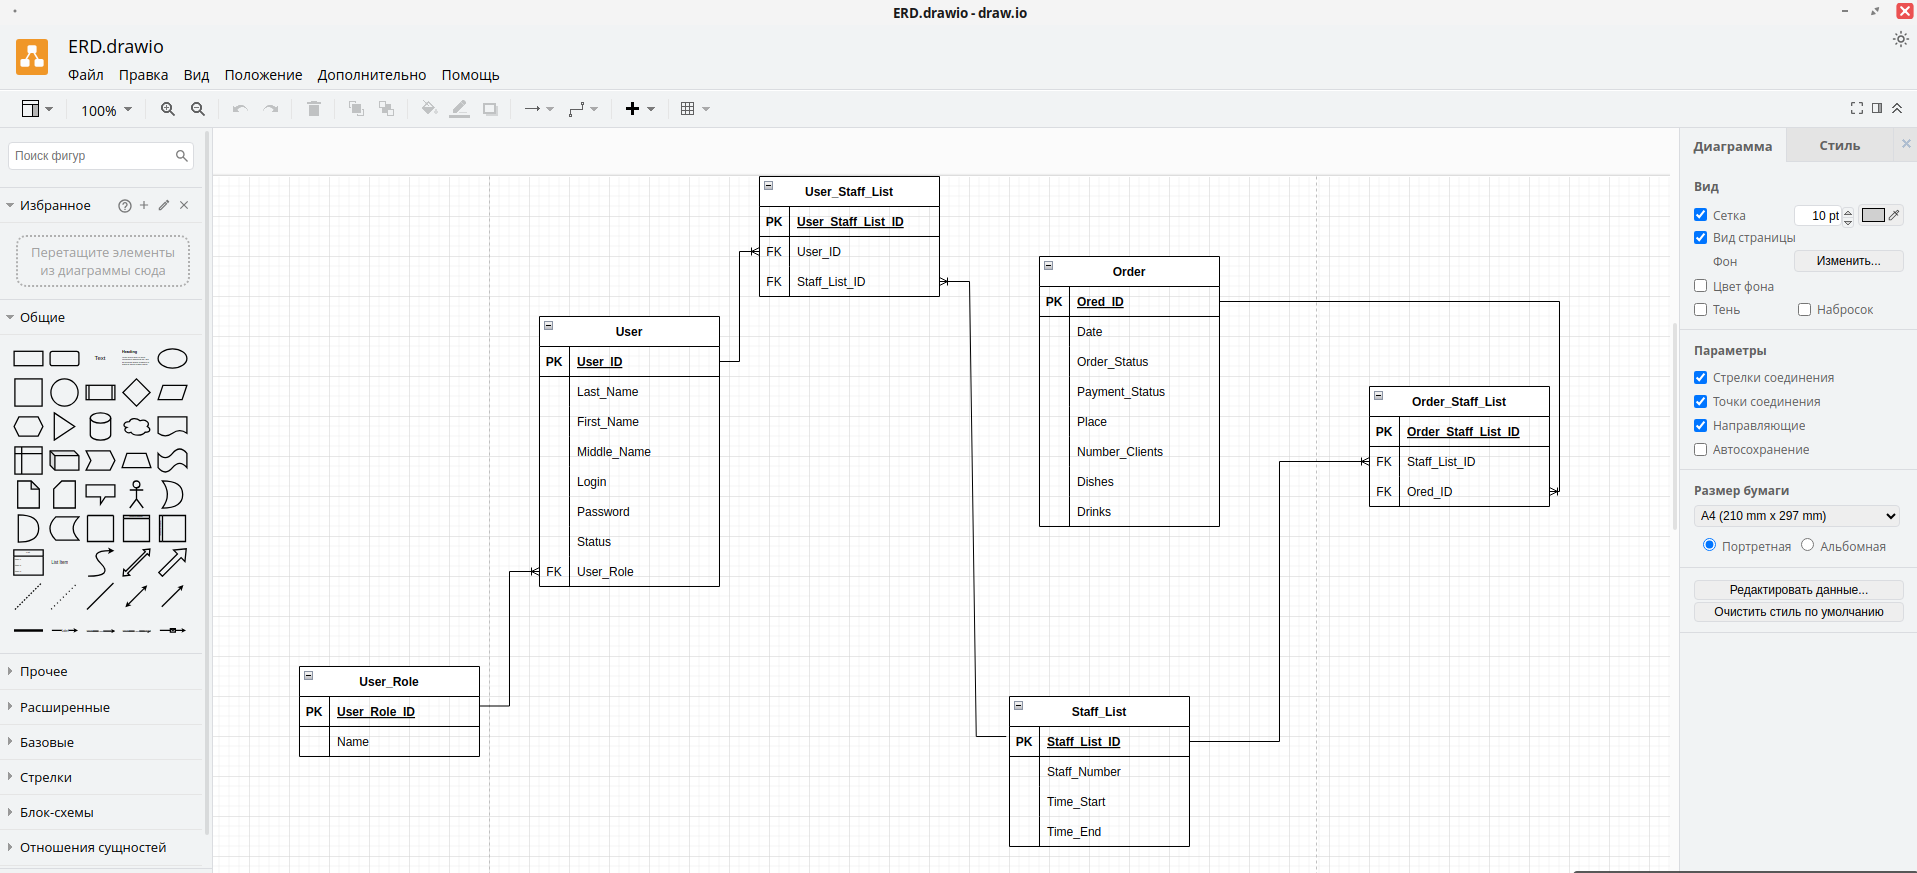 ERD.drawio - draw.io
ERD.drawio
Файл Правка Вид Положение Дополнительно Помощь
100%
Поиск фигур
Избранное
Перетащите элементы
из диаграммы сюда
Общие
Text
Heading
List Item
Прочее
Расширенные
Базовые
Стрелки
Блок-схемы
Отношения сущностей
User_Staff_List
PK User_Staff_List_ID
FK User_ID
FK Staff_List_ID
User
PK User_ID
Last_Name
First_Name
Middle_Name
Login
Password
Status
FK User_Role
User_Role
PK User_Role_ID
Name
Order
PK Ored_ID
Date
Order_Status
Payment_Status
Place
Number_Clients
Dishes
Drinks
Order_Staff_List
PK Order_Staff_List_ID
FK Staff_List_ID
FK Ored_ID
Staff_List
PK Staff_List_ID
Staff_Number
Time_Start
Time_End
Диаграмма Стиль
Вид
Сетка 10 pt
Вид страницы
Фон Изменить...
Цвет фона
Тень Набросок
Параметры
Стрелки соединения
Точки соединения
Направляющие
Автосохранение
Размер бумаги
A4 (210 mm x 297 mm)
Портретная Альбомная
Редактировать данные...
Очистить стиль по умолчанию